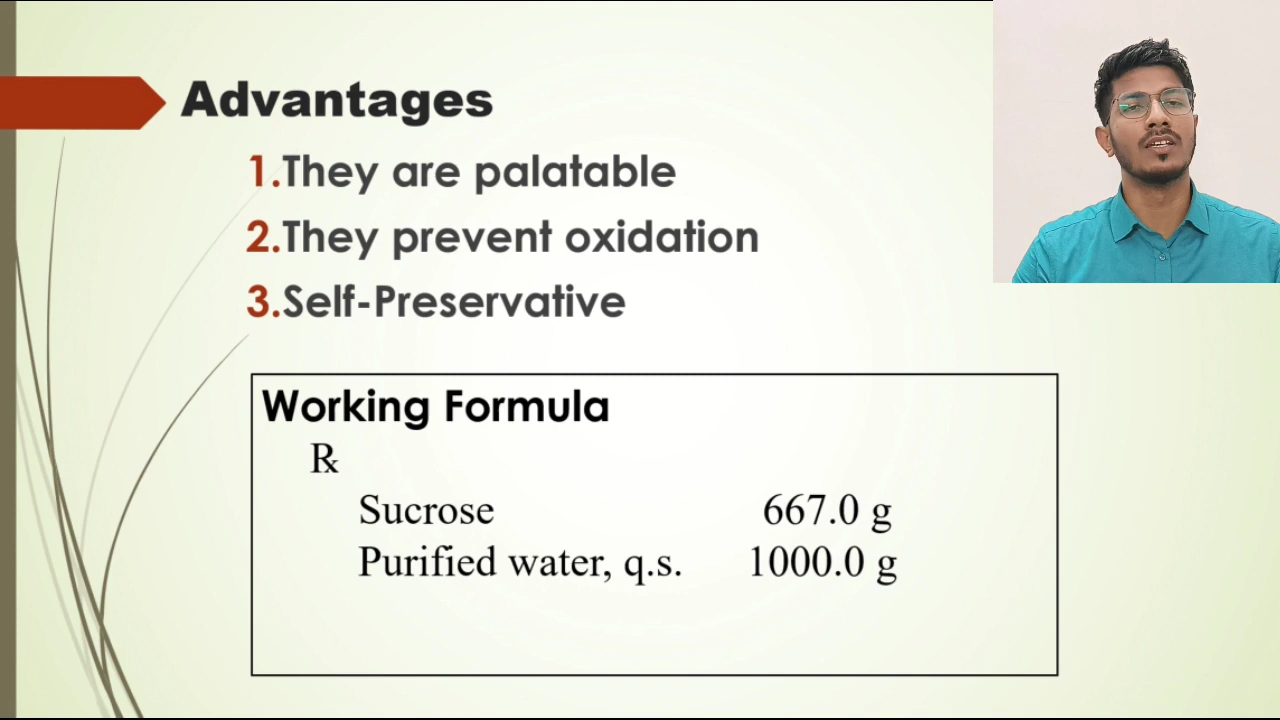 Advantages
1.They are palatable
2.They prevent oxidation
3.Self-Preservative
Working Formula
℞
Sucrose 667.0 g
Purified water, q.s. 1000.0 g